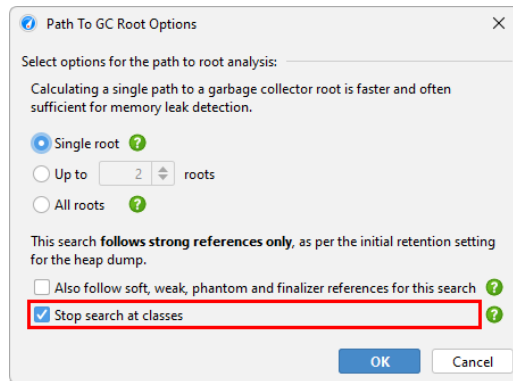 Path To GC Root Options
Select options for the path to root analysis:
Calculating a single path to a garbage collector root is faster and often
sufficient for memory leak detection.
Single root ?
Up to 2 roots
All roots ?
This search follows strong references only, as per the initial retention setting
for the heap dump.
Also follow soft, weak, phantom and finalizer references for this search ?
Stop search at classes ?
OK Cancel